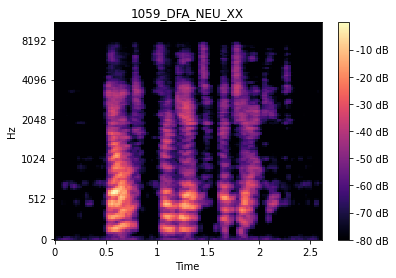 1059_DFA_NEU_XX
8192
4096
2048
1024
512
0
Hz
0
0.5
1
1.5
2
2.5
Time
-10 dB
-20 dB
-30 dB
-40 dB
-50 dB
-60 dB
-70 dB
-80 dB